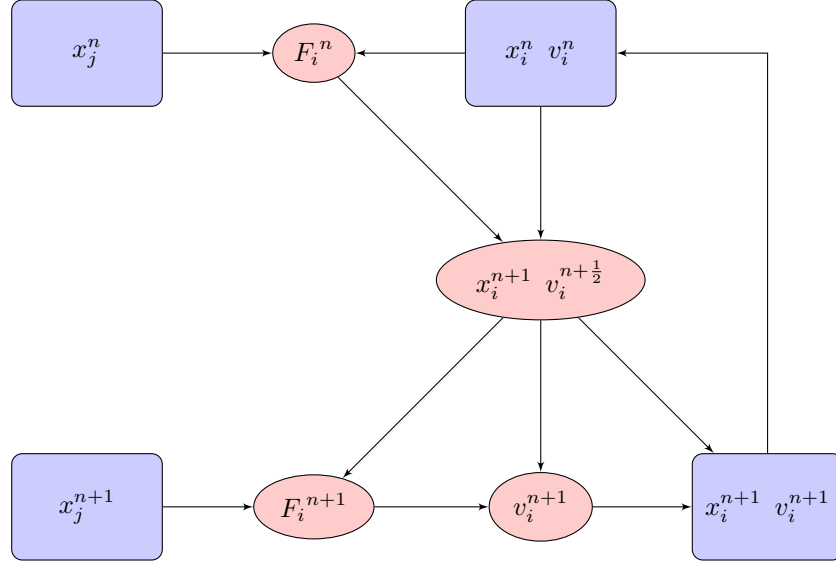 x_j^n
F_i^n
x_i^n v_i^n
x_i^{n+1} v_i^{n+\frac{1}{2}}
x_j^{n+1}
F_i^{n+1}
v_i^{n+1}
x_i^{n+1} v_i^{n+1}